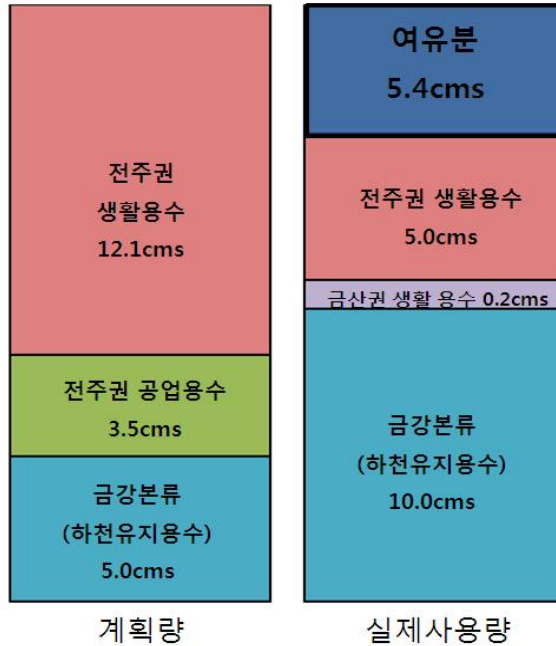 전주권
생활용수
12.1cms
전주권 공업용수
3.5cms
금강본류
(하천유지용수)
5.0cms
계획량
여유분
5.4cms
전주권 생활용수
5.0cms
금산권 생활 용수 0.2cms
금강본류
(하천유지용수)
10.0cms
실제사용량